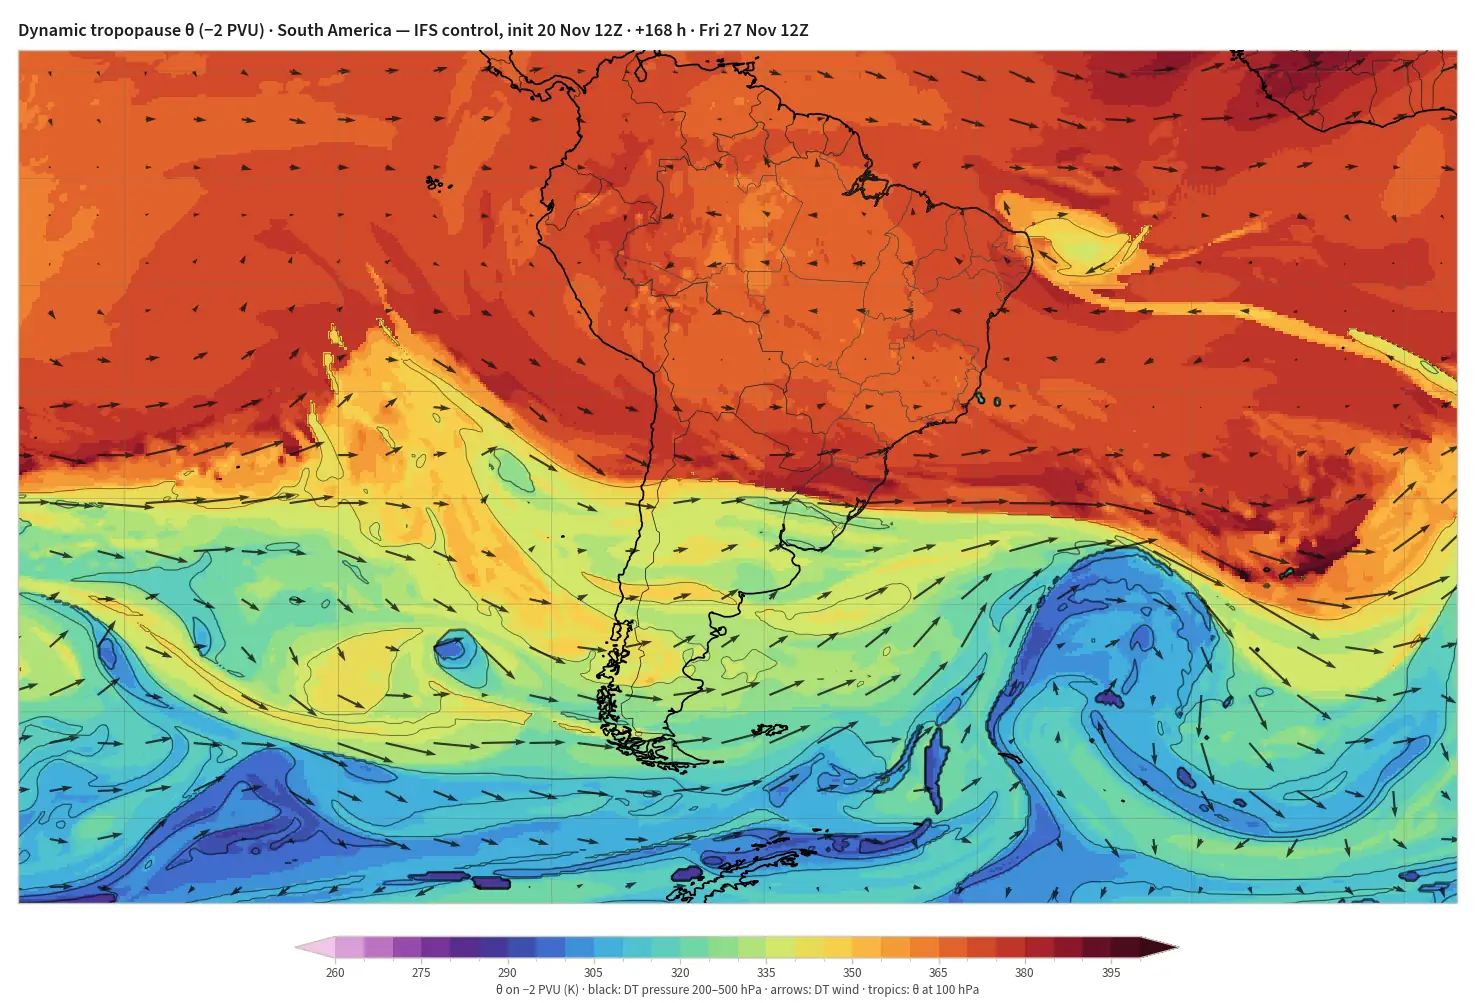 Dynamic tropopause θ (−2 PVU) · South America — IFS control, init 20 Nov 12Z · +168 h · Fri 27 Nov 12Z
260 275 290 305 320 335 350 365 380 395
θ on −2 PVU (K) · black: DT pressure 200–500 hPa · arrows: DT wind · tropics: θ at 100 hPa